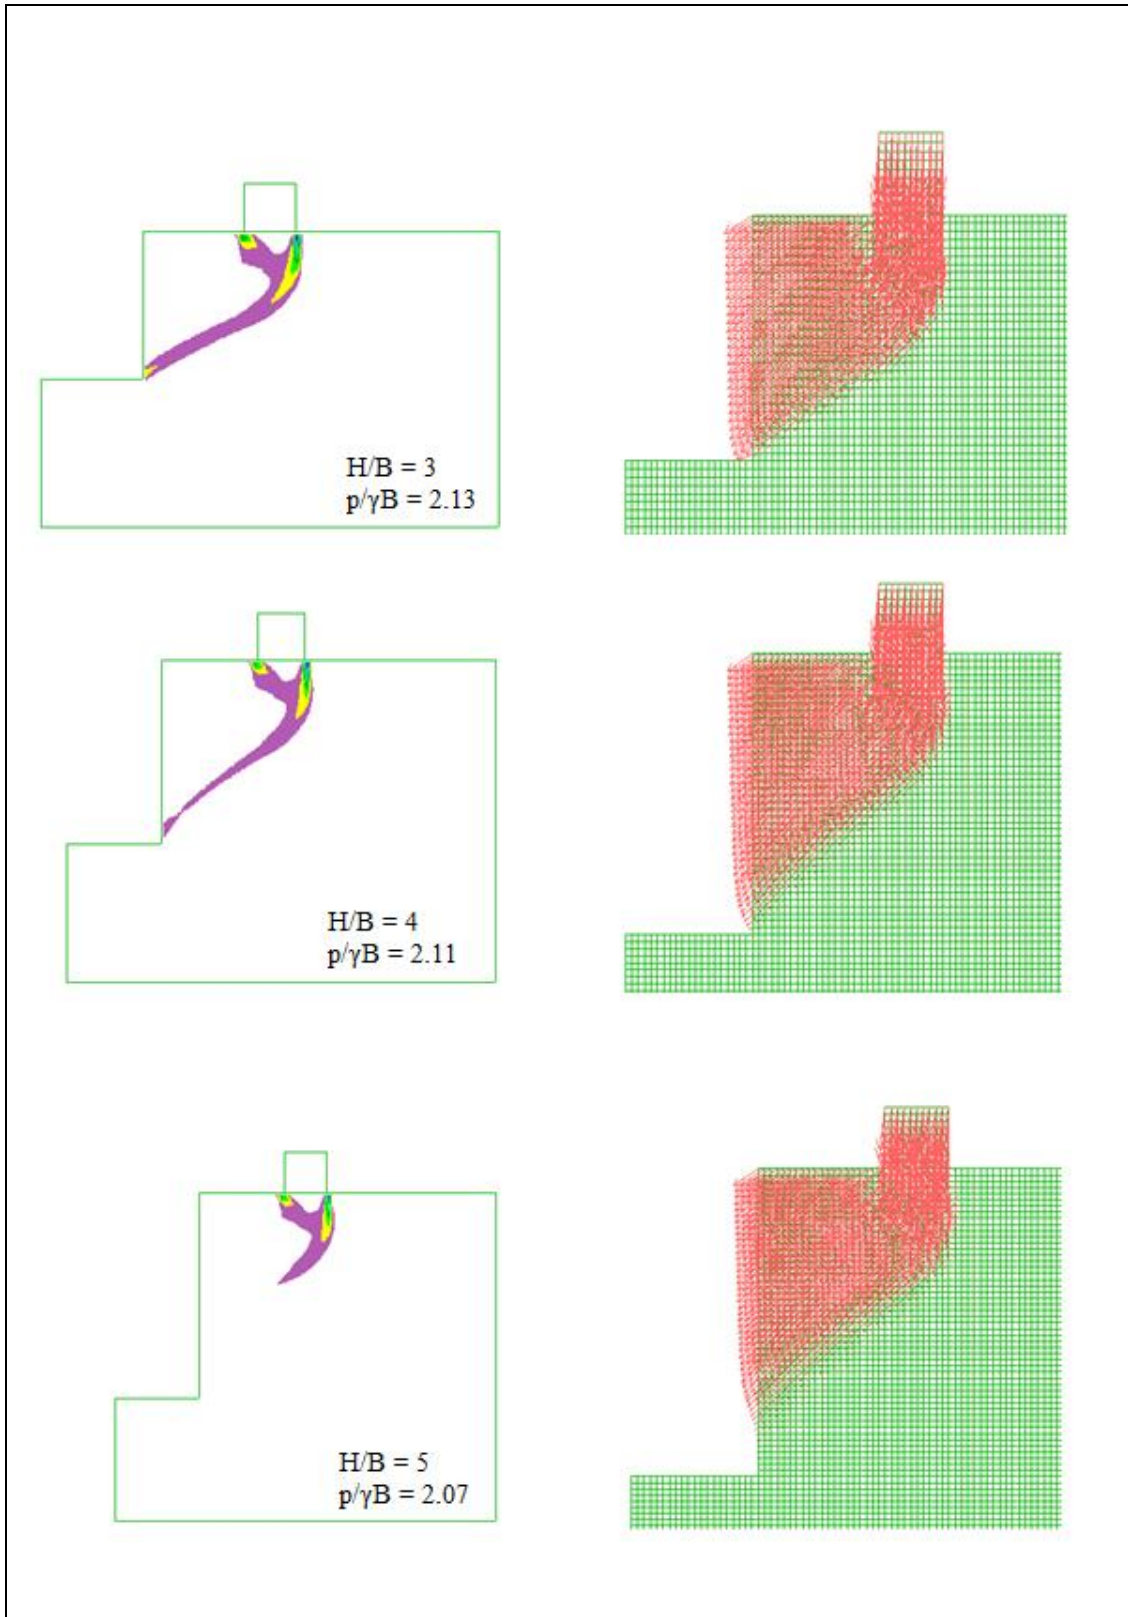 H/B = 3
p/γB = 2.13
H/B = 4
p/γB = 2.11
H/B = 5
p/γB = 2.07